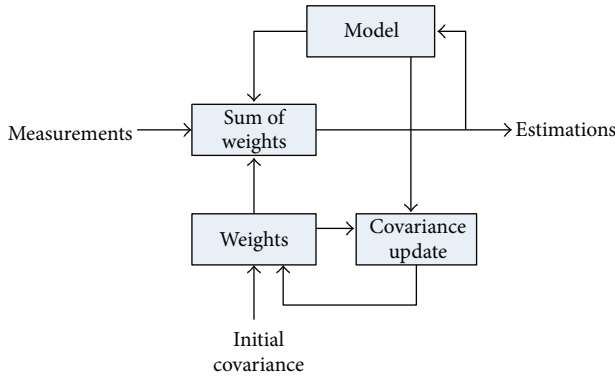 Model
Sum of
weights
Measurements
Estimations
Weights
Covariance
update
Initial
covariance